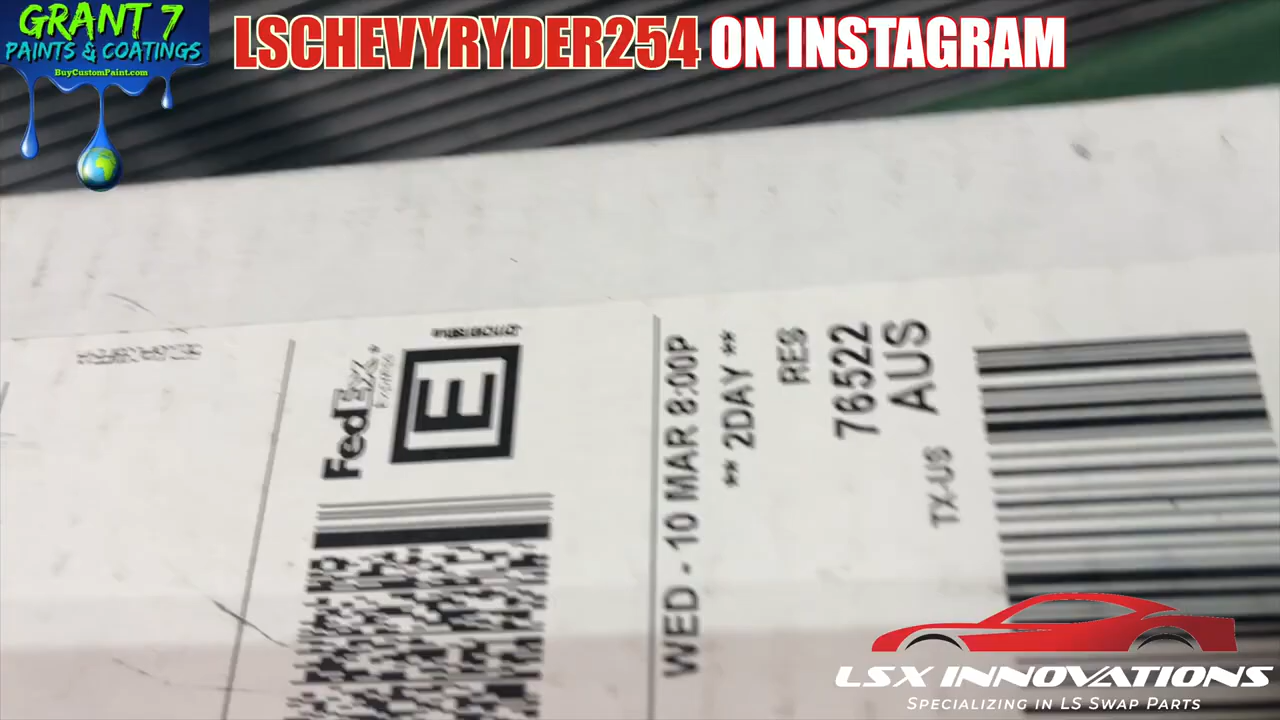 GRANT 7
PAINTS & COATINGS
BuyCustomPaint.com
LSCHEVYRYDER254 ON INSTAGRAM
FedEx
Express
E
WED - 10 MAR 8:00P
** 2DAY **
RES
76522
AUS
TX-US
LSX INNOVATIONS
SPECIALIZING IN LS SWAP PARTS